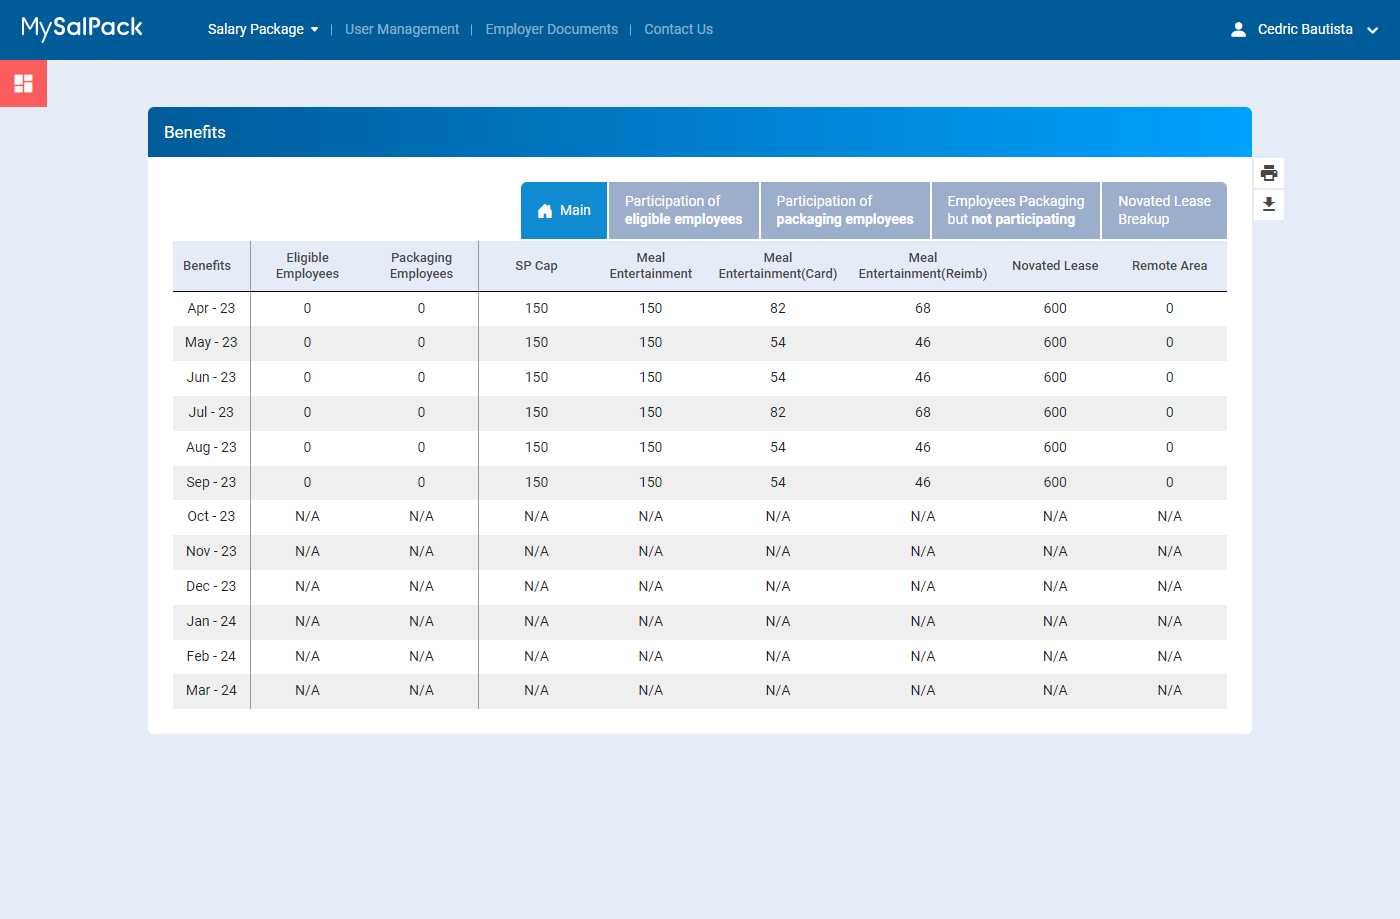 MySalPack Salary Package | User Management | Employer Documents | Contact Us Cedric Bautista
Benefits
Main
Participation of
eligible employees
Participation of
packaging employees
Employees Packaging
but not participating
Novated Lease
Breakup
Benefits
Eligible
Employees
Packaging
Employees
SP Cap
Meal
Entertainment
Meal
Entertainment(Card)
Meal
Entertainment(Reimb)
Novated Lease
Remote Area
Apr - 23 0 0 150 150 82 68 600 0
May - 23 0 0 150 150 54 46 600 0
Jun - 23 0 0 150 150 54 46 600 0
Jul - 23 0 0 150 150 82 68 600 0
Aug - 23 0 0 150 150 54 46 600 0
Sep - 23 0 0 150 150 54 46 600 0
Oct - 23 N/A N/A N/A N/A N/A N/A N/A N/A
Nov - 23 N/A N/A N/A N/A N/A N/A N/A N/A
Dec - 23 N/A N/A N/A N/A N/A N/A N/A N/A
Jan - 24 N/A N/A N/A N/A N/A N/A N/A N/A
Feb - 24 N/A N/A N/A N/A N/A N/A N/A N/A
Mar - 24 N/A N/A N/A N/A N/A N/A N/A N/A